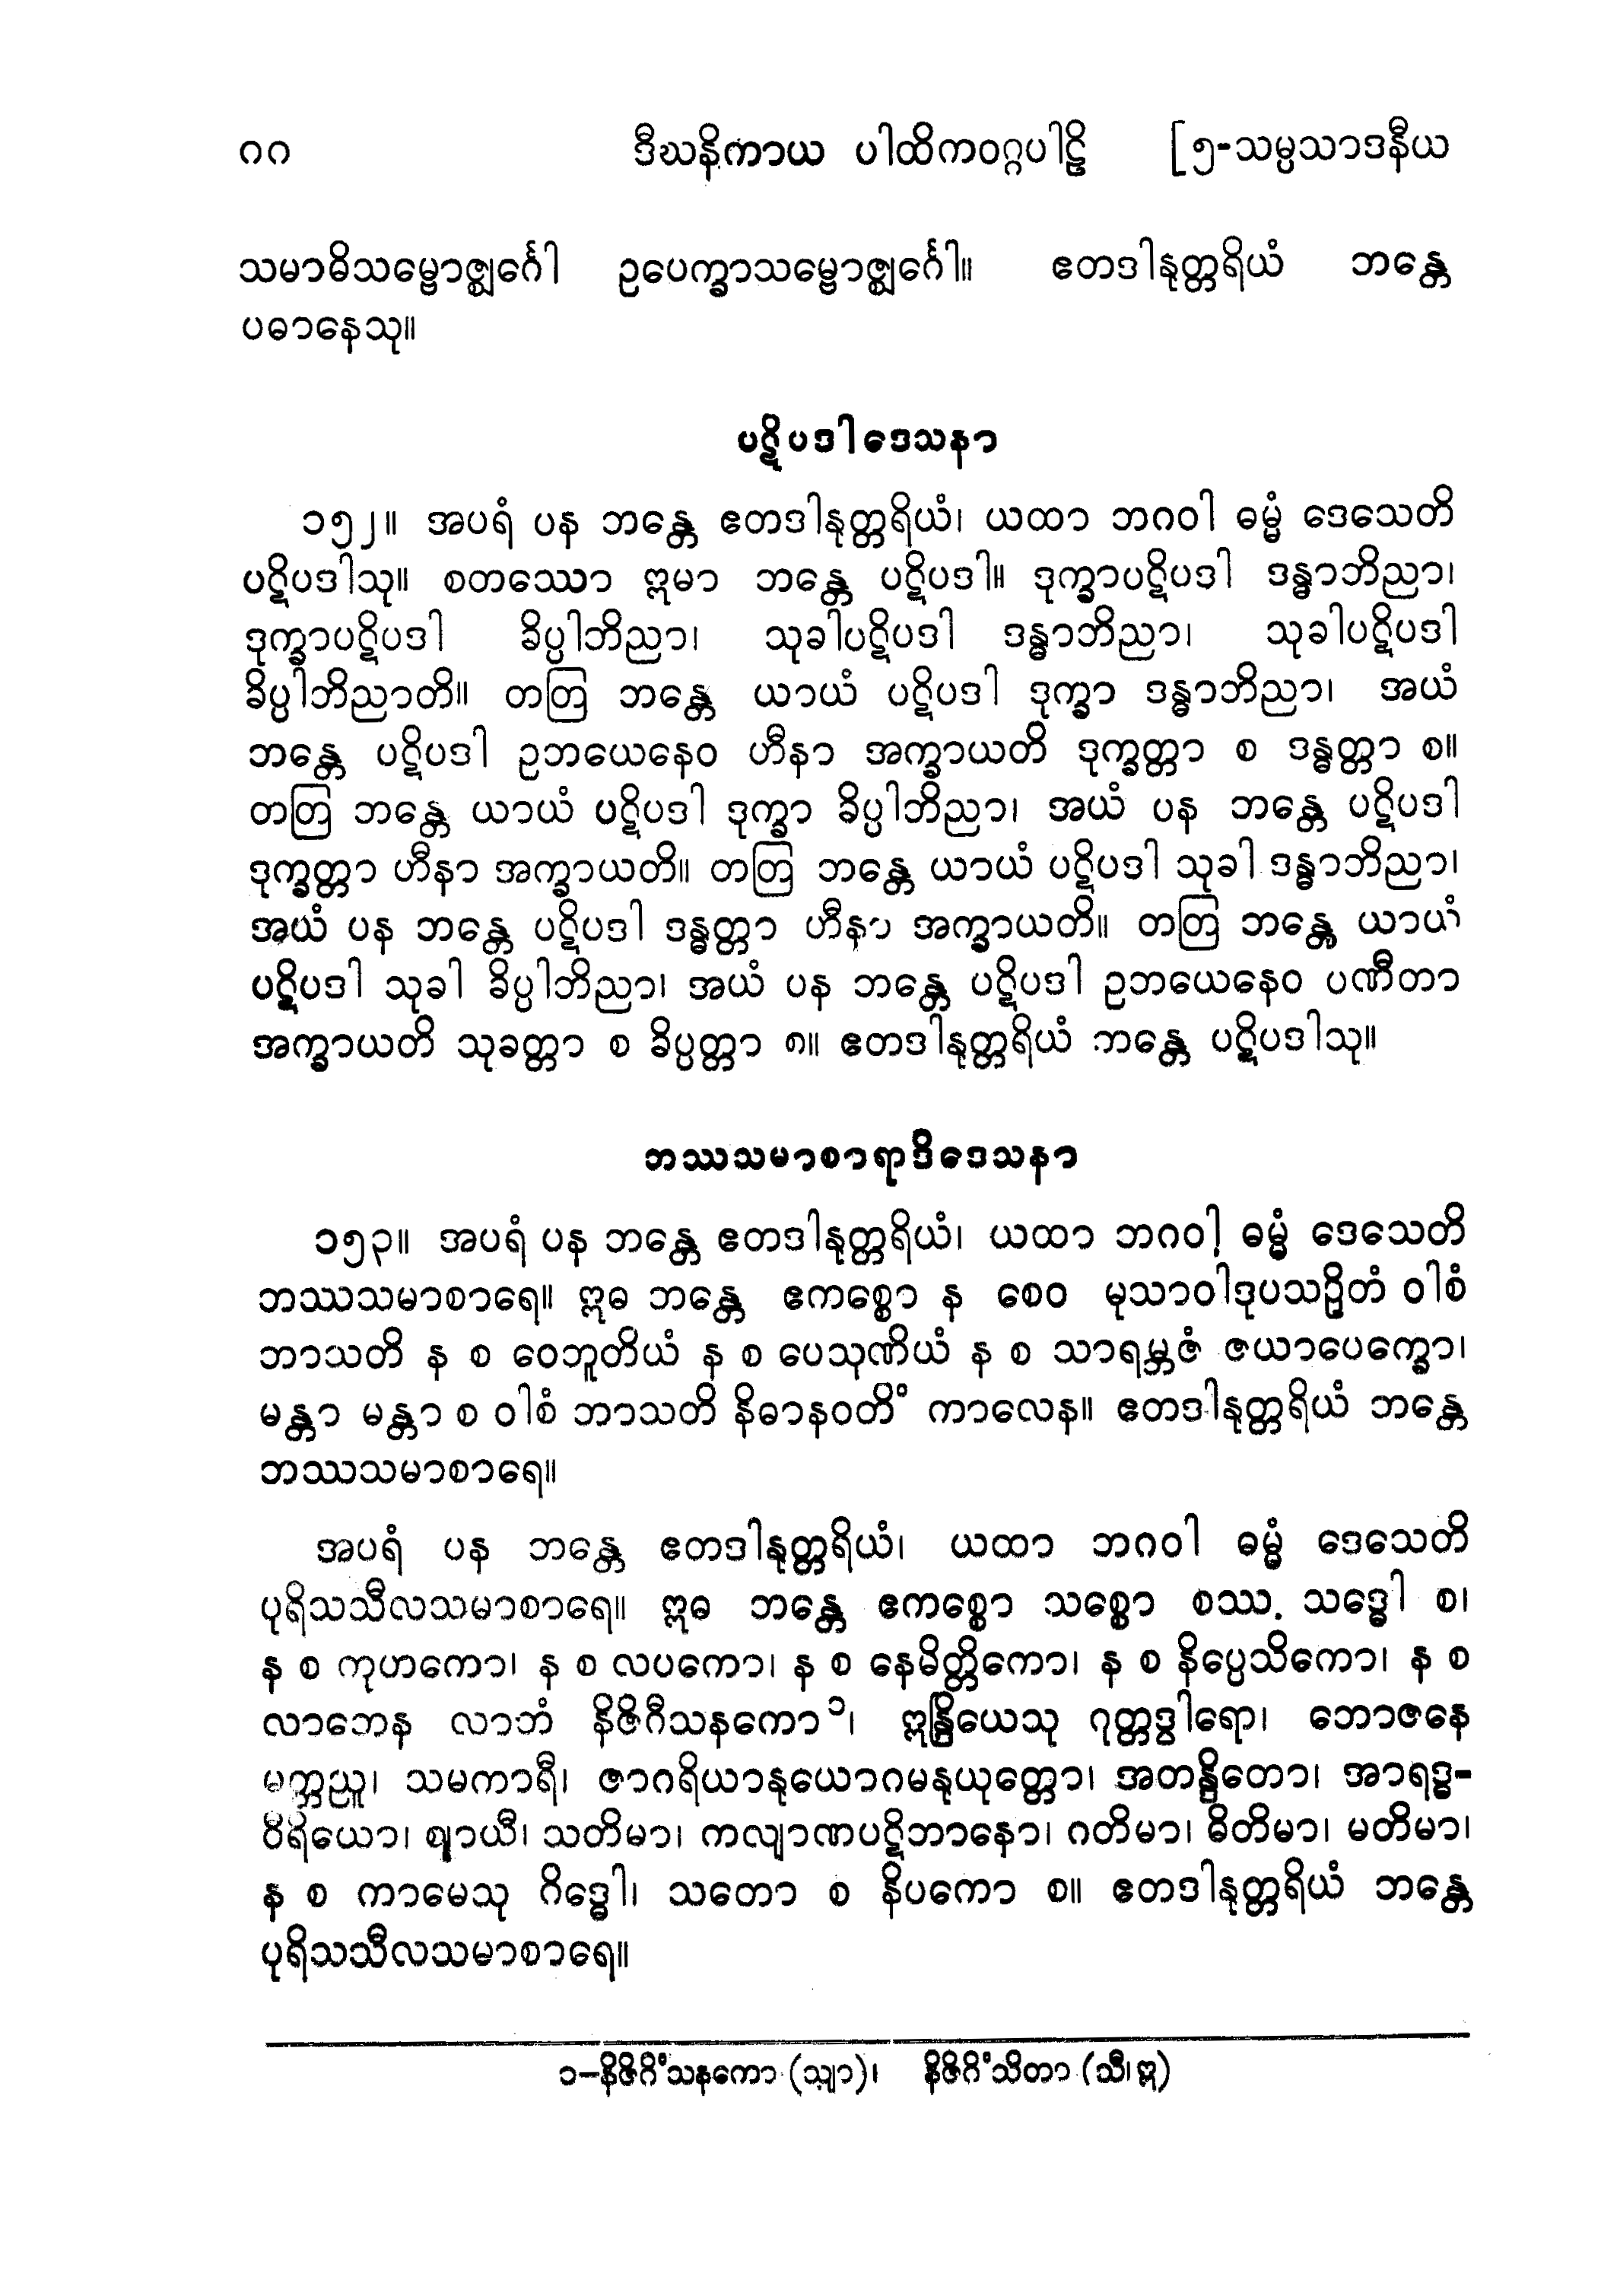 ၈၈ ဒီဃနိကာယ ပါထိကဝဂ္ဂပါဠိ [၅-သမ္ပသာဒနီယ
သမာဓိသမ္ဗောဇ္ဈင်္ဂေါ ဥပေက္ခာသမ္ဗောဇ္ဈင်္ဂေါ။ ဧတဒါနုတ္တရိယံ ဘန္တေ
ပဓာနေသု။
ပဋိပဒါဒေသနာ
၁၅၂။ အပရံ ပန ဘန္တေ ဧတဒါနုတ္တရိယံ၊ ယထာ ဘဂဝါ ဓမ္မံ ဒေသေတိ
ပဋိပဒါသု။ စတဿော ဣမာ ဘန္တေ ပဋိပဒါ။ ဒုက္ခာပဋိပဒါ ဒန္ဓာဘိညာ၊
ဒုက္ခာပဋိပဒါ ခိပ္ပါဘိညာ၊ သုခါပဋိပဒါ ဒန္ဓာဘိညာ၊ သုခါပဋိပဒါ
ခိပ္ပါဘိညာတိ။ တတြ ဘန္တေ ယာယံ ပဋိပဒါ ဒုက္ခာ ဒန္ဓာဘိညာ၊ အယံ
ဘန္တေ ပဋိပဒါ ဥဘယေနေဝ ဟီနာ အက္ခာယတိ ဒုက္ခတ္တာ စ ဒန္ဓတ္တာ စ။
တတြ ဘန္တေ ယာယံ ပဋိပဒါ ဒုက္ခာ ခိပ္ပါဘိညာ၊ အယံ ပန ဘန္တေ ပဋိပဒါ
ဒုက္ခတ္တာ ဟီနာ အက္ခာယတိ။ တတြ ဘန္တေ ယာယံ ပဋိပဒါ သုခါ ဒန္ဓာဘိညာ၊
အယံ ပန ဘန္တေ ပဋိပဒါ ဒန္ဓတ္တာ ဟီနာ အက္ခာယတိ။ တတြ ဘန္တေ ယာယံ
ပဋိပဒါ သုခါ ခိပ္ပါဘိညာ၊ အယံ ပန ဘန္တေ ပဋိပဒါ ဥဘယေနေဝ ပဏီတာ
အက္ခာယတိ သုခတ္တာ စ ခိပ္ပတ္တာ စ။ ဧတဒါနုတ္တရိယံ ဘန္တေ ပဋိပဒါသု။
ဘဿသမာစာရာဒိဒေသနာ
၁၅၃။ အပရံ ပန ဘန္တေ ဧတဒါနုတ္တရိယံ၊ ယထာ ဘဂဝါ ဓမ္မံ ဒေသေတိ
ဘဿသမာစာရေ။ ဣဓ ဘန္တေ ဧကစ္စော န စေဝ မုသာဝါဒုပသဉှိတံ ဝါစံ
ဘာသတိ န စ ဝေဘူတိယံ န စ ပေသုဏိယံ န စ သာရမ္ဘဇံ ဇယာပေက္ခော၊
မန္တာ မန္တာ စ ဝါစံ ဘာသတိ နိဓာနဝတိံ ကာလေန။ ဧတဒါနုတ္တရိယံ ဘန္တေ
ဘဿသမာစာရေ။
အပရံ ပန ဘန္တေ ဧတဒါနုတ္တရိယံ၊ ယထာ ဘဂဝါ ဓမ္မံ ဒေသေတိ
ပုရိသသီလသမာစာရေ။ ဣဓ ဘန္တေ ဧကစ္စော သစ္စော စဿ. သဒ္ဓေါ စ၊
န စ ကုဟကော၊ န စ လပကော၊ န စ နေမိတ္တိကော၊ န စ နိပ္ပေသိကော၊ န စ
လာဘေန လာဘံ နိဇိဂီသနကော၁၊ ဣန္ဒြိယေသု ဂုတ္တဒွါရော၊ ဘောဇနေ
မတ္တညူ၊ သမကာရီ၊ ဇာဂရိယာနုယောဂမနုယုတ္တော၊ အတန္ဒြိတော၊ အာရဒ္ဓ-
ဝီရိယော၊ ဈာယီ၊ သတိမာ၊ ကလျာဏပဋိဘာနော၊ ဂတိမာ၊ ဓိတိမာ၊ မတိမာ၊
န စ ကာမေသု ဂိဒ္ဓေါ၊ သတော စ နိပကော စ။ ဧတဒါနုတ္တရိယံ ဘန္တေ
ပုရိသသီလသမာစာရေ။
၁-နိဇိဂိံသနကော (သျာ)၊ နိဇိဂိံသိတာ (သီ၊ ဣ)